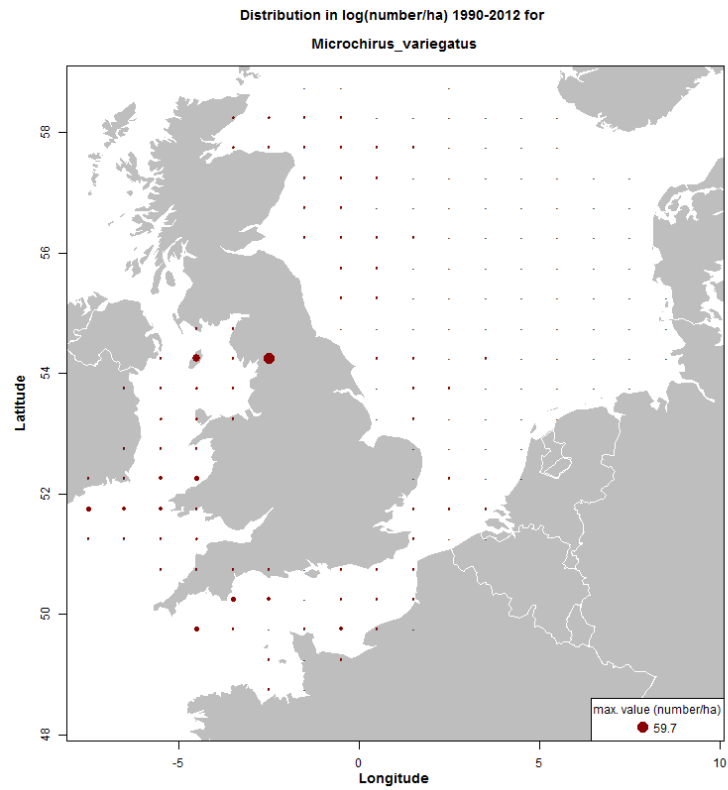 Distribution in log(number/ha) 1990-2012 for
Microchirus_variegatus
58
56
54
52
50
48
Latitude
-5
0
5
10
Longitude
max. value (number/ha)
59.7